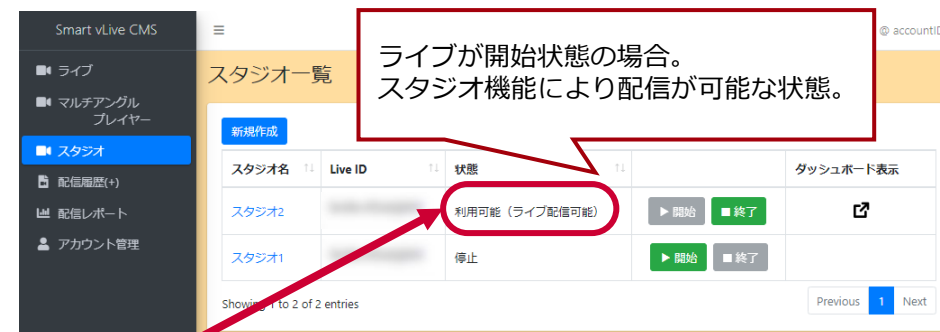 Smart vLive CMS
@ accountID
ライブ
マルチアングル
プレイヤー
スタジオ
配信履歴(+)
配信レポート
アカウント管理
スタジオ一覧
ライブが開始状態の場合。
スタジオ機能により配信が可能な状態。
新規作成
スタジオ名 Live ID 状態 ダッシュボード表示
スタジオ2 利用可能（ライブ配信可能） 開始 終了
スタジオ1 停止 開始 終了
Showing 1 to 2 of 2 entries
Previous 1 Next